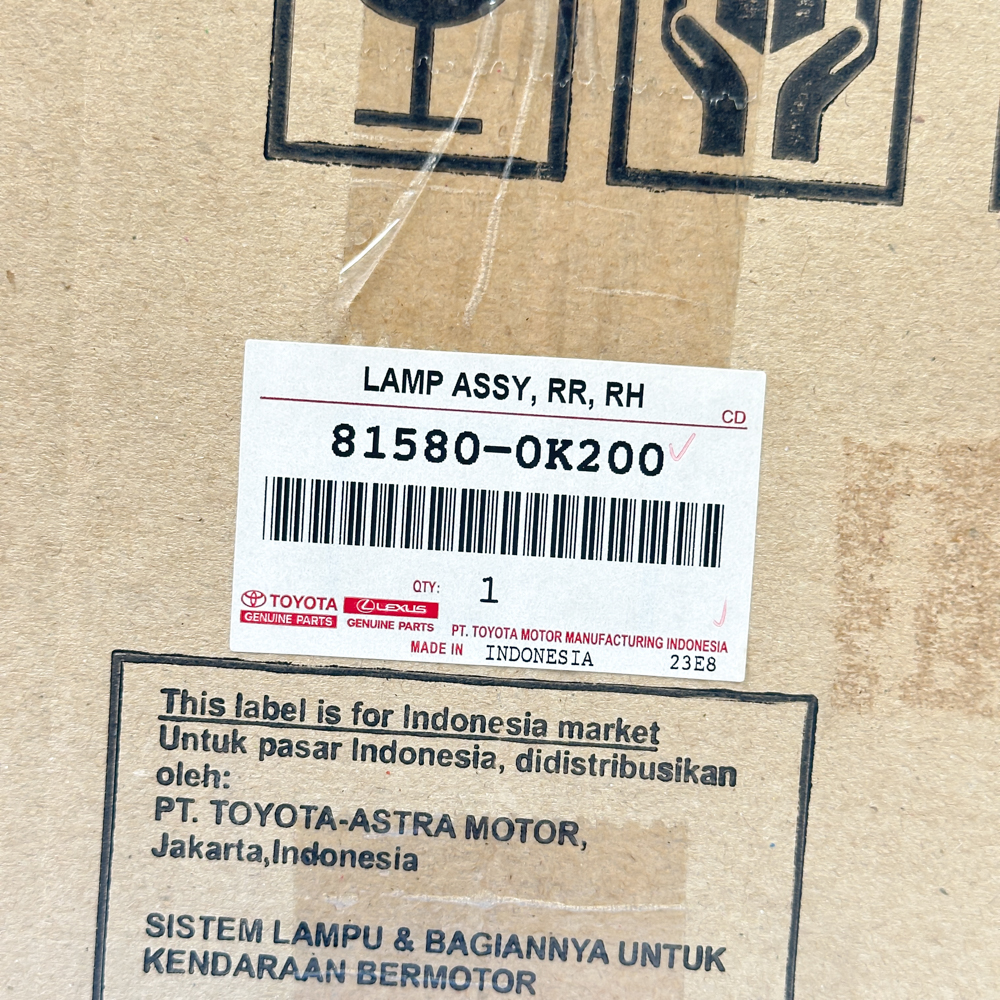 LAMP ASSY, RR, RH
CD
81580-0K200
QTY: 1
TOYOTA
GENUINE PARTS
LEXUS
GENUINE PARTS
PT. TOYOTA MOTOR MANUFACTURING INDONESIA
MADE IN INDONESIA 23E8
This label is for Indonesia market
Untuk pasar Indonesia, didistribusikan
oleh:
PT. TOYOTA-ASTRA MOTOR,
Jakarta,Indonesia
SISTEM LAMPU & BAGIANNYA UNTUK
KENDARAAN BERMOTOR